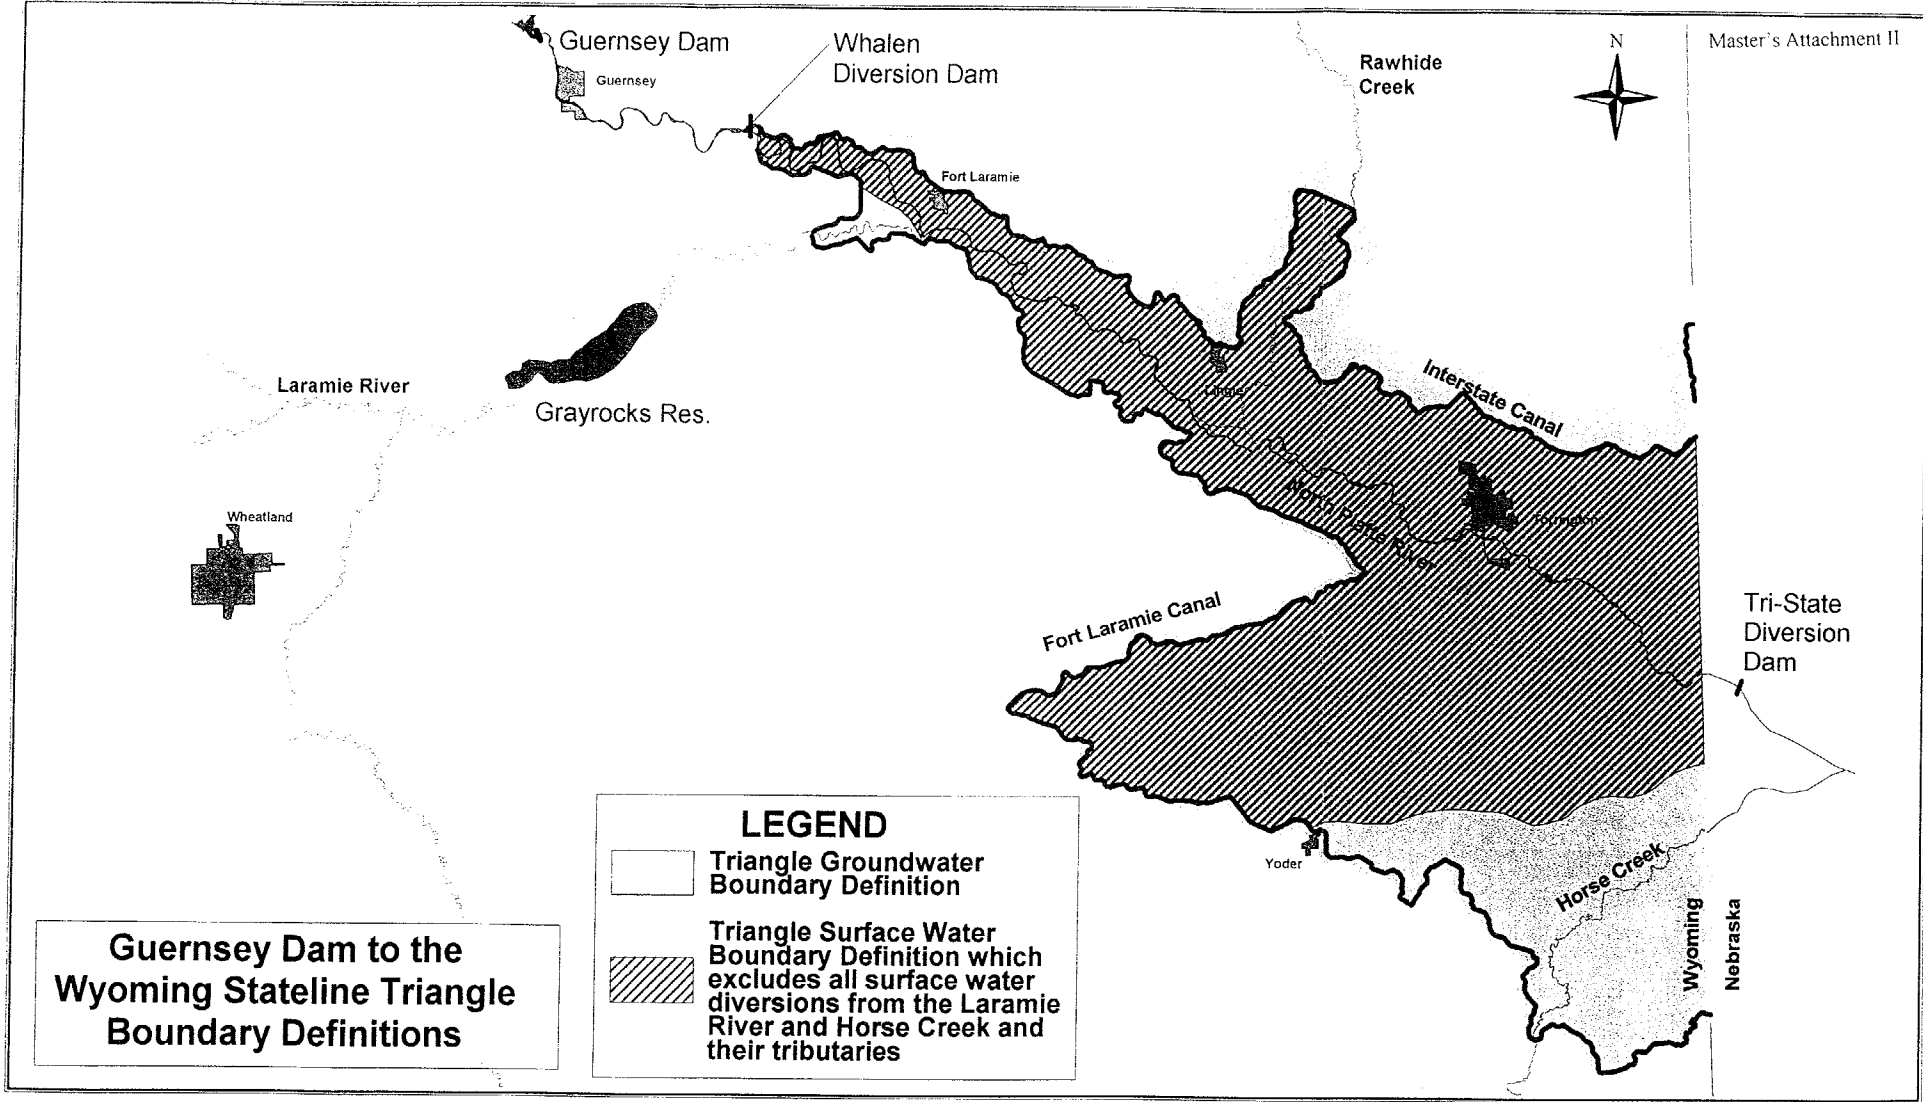 Master's Attachment II
N
Guernsey Dam
Guernsey
Whalen
Diversion Dam
Rawhide
Creek
Fort Laramie
Laramie River
Grayrocks Res.
Lingle
Interstate Canal
Wheatland
North Platte River
Torrington
Fort Laramie Canal
Tri-State
Diversion
Dam
Yoder
Horse Creek
Wyoming
Nebraska
LEGEND
Triangle Groundwater
Boundary Definition
Triangle Surface Water
Boundary Definition which
excludes all surface water
diversions from the Laramie
River and Horse Creek and
their tributaries
Guernsey Dam to the
Wyoming Stateline Triangle
Boundary Definitions